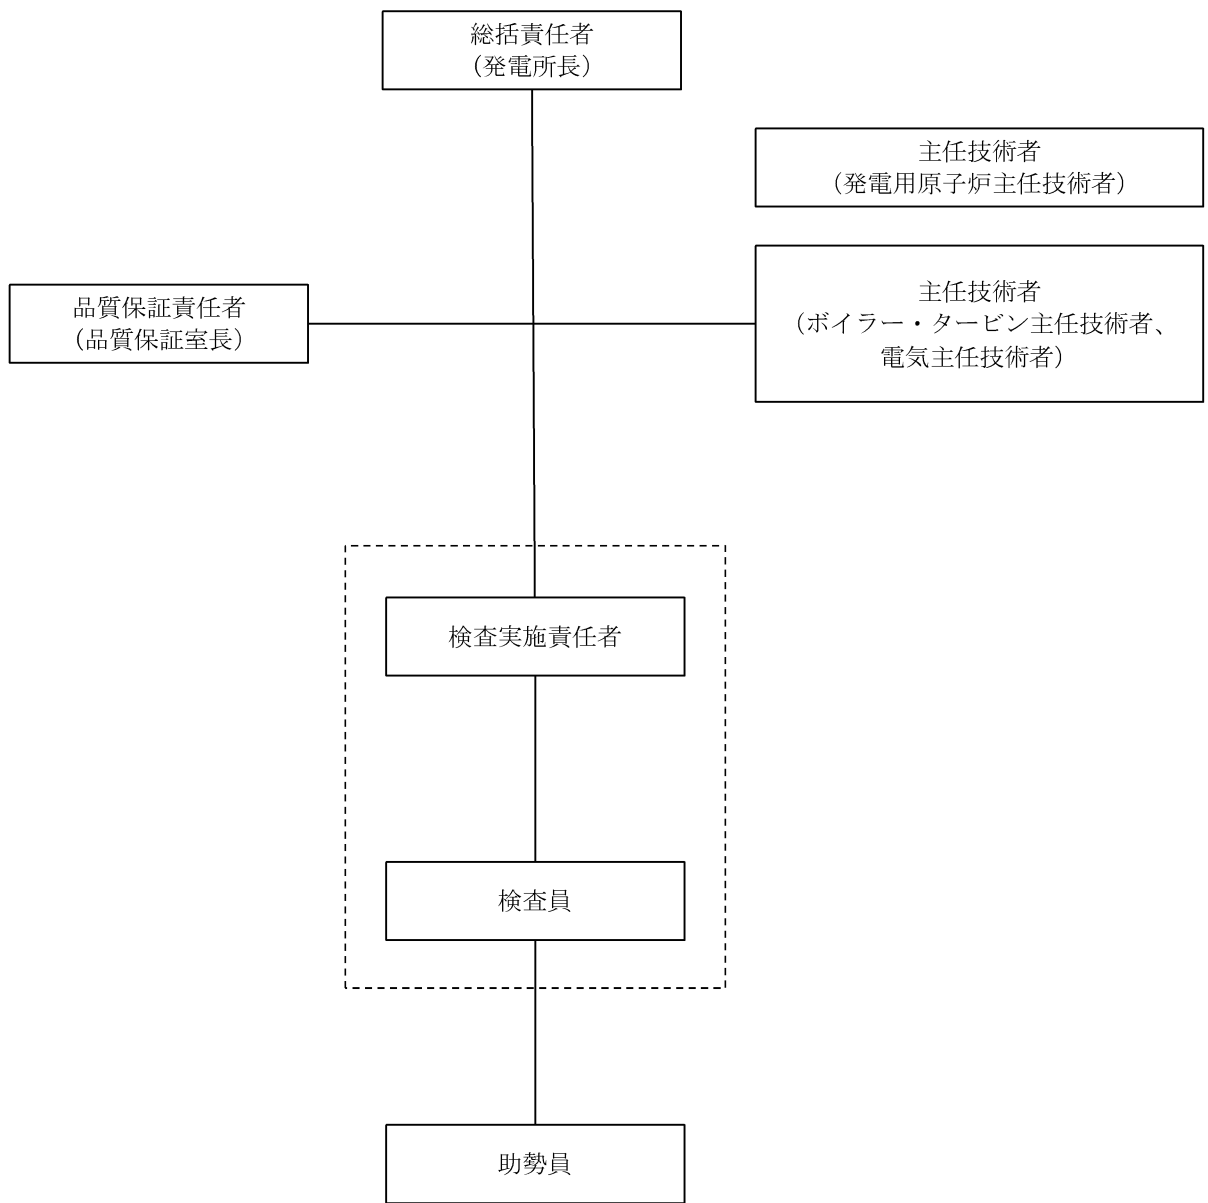 総括責任者
（発電所長）
主任技術者
（発電用原子炉主任技術者）
品質保証責任者
（品質保証室長）
主任技術者
（ボイラー・タービン主任技術者、
電気主任技術者）
検査実施責任者
検査員
助勢員